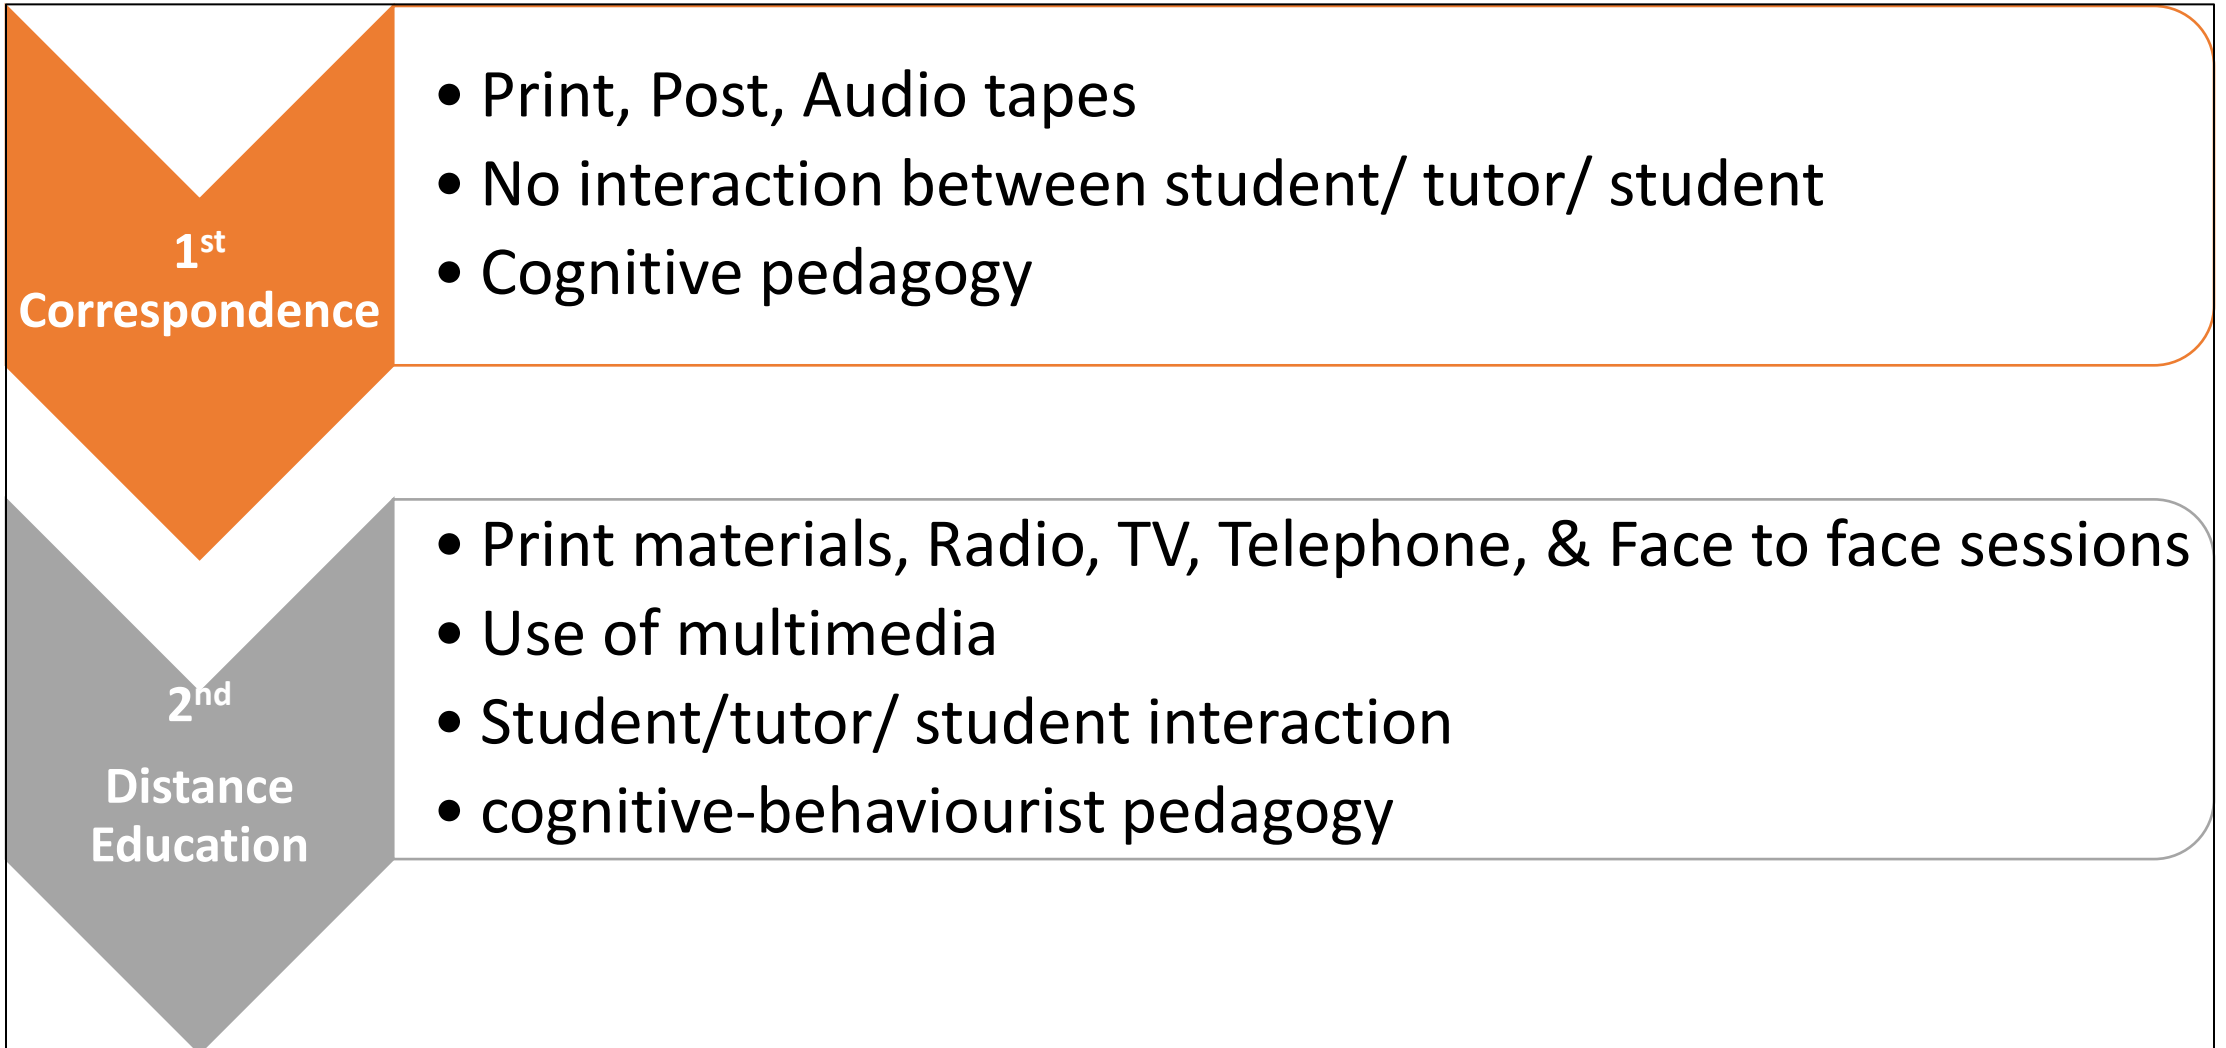 1st
Correspondence
• Print, Post, Audio tapes
• No interaction between student/ tutor/ student
• Cognitive pedagogy
2nd
Distance
Education
• Print materials, Radio, TV, Telephone, & Face to face sessions
• Use of multimedia
• Student/tutor/ student interaction
• cognitive-behaviourist pedagogy